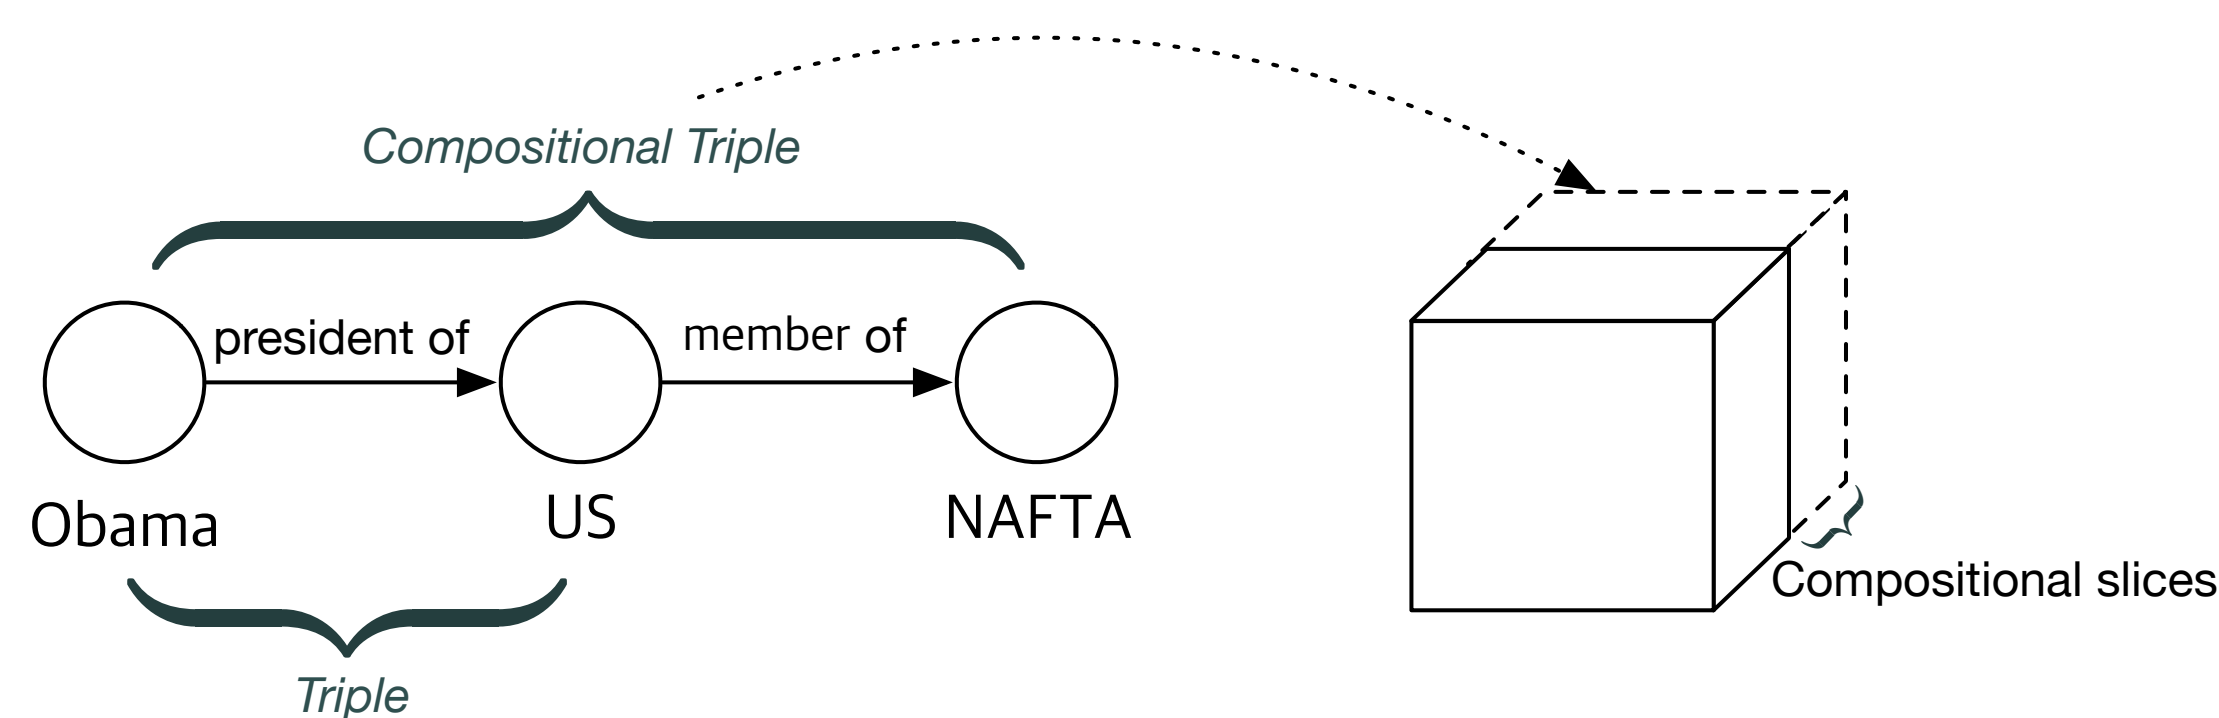 Compositional Triple
president of
member of
Obama
US
NAFTA
Compositional slices
Triple